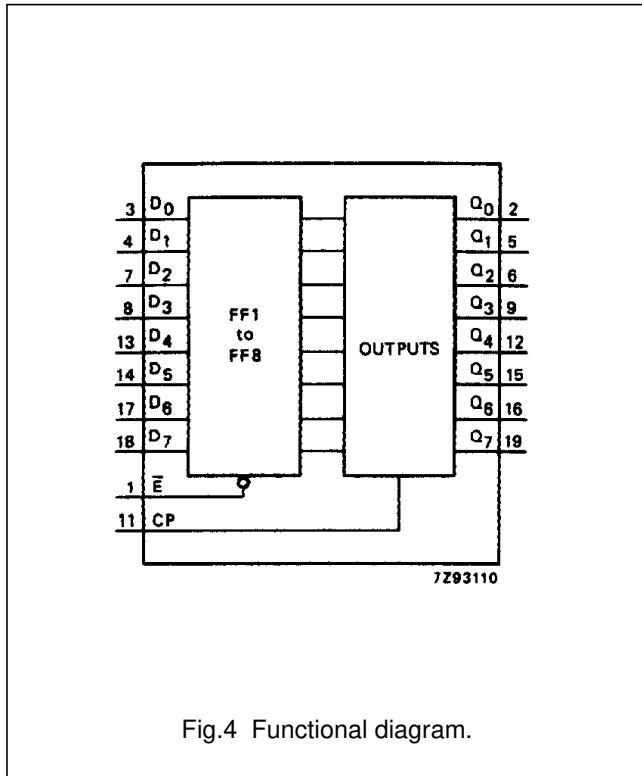 3 D0 Q0 2
4 D1 Q1 5
7 D2 Q2 6
8 D3 Q3 9
FF1
to
FF8
OUTPUTS
13 D4 Q4 12
14 D5 Q5 15
17 D6 Q6 16
18 D7 Q7 19
1 E̅
11 CP
7Z93110
Fig.4 Functional diagram.